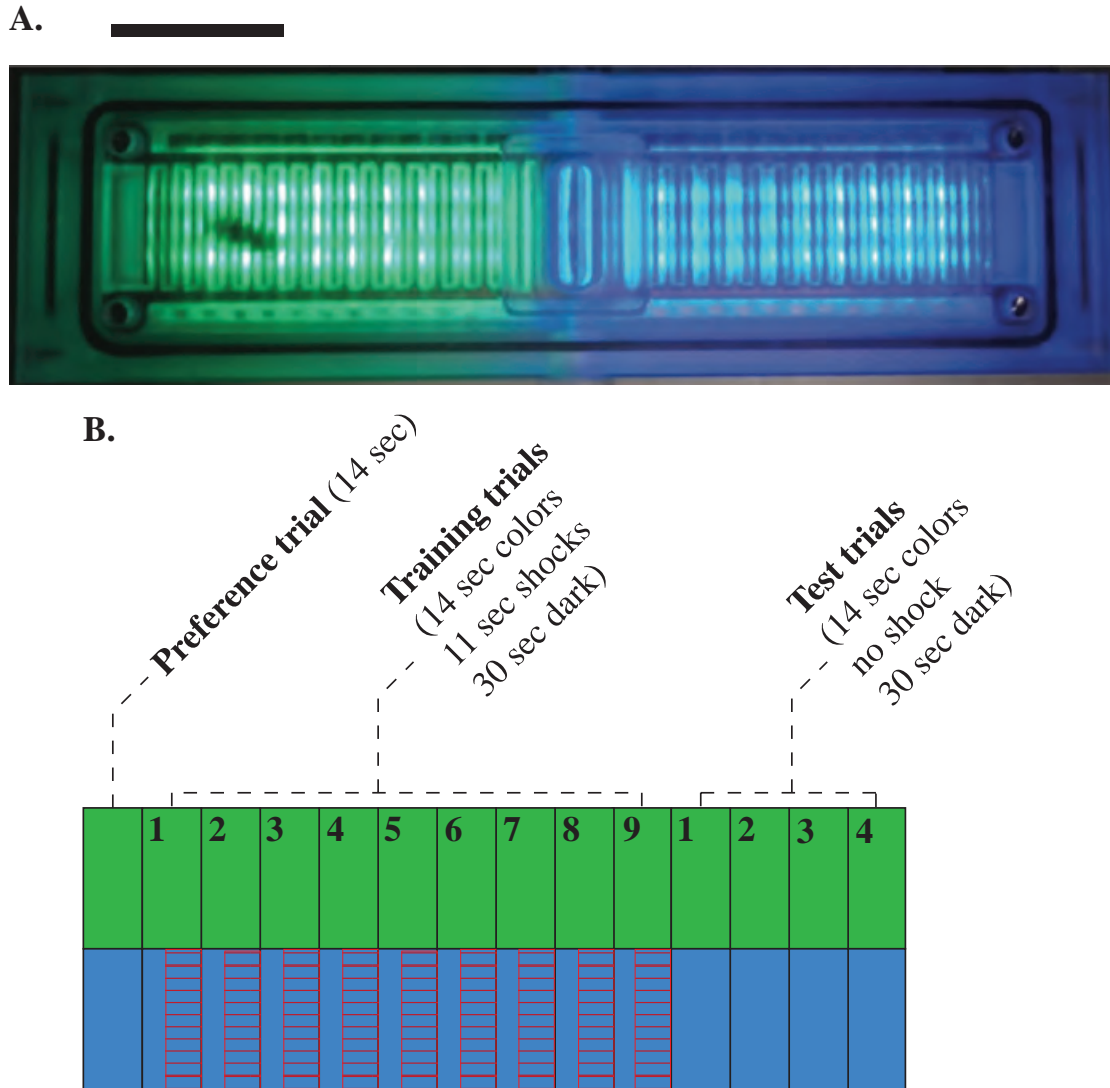 A.
B.
Preference trial (14 sec)
Training trials
(14 sec colors
11 sec shocks
30 sec dark)
Test trials
(14 sec colors
no shock
30 sec dark)
1 2 3 4 5 6 7 8 9 1 2 3 4